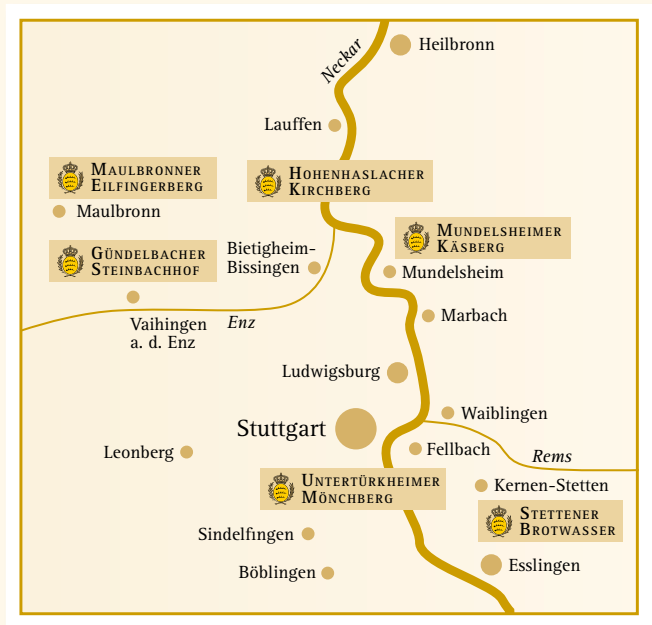 Heilbronn
Neckar
Lauffen
MAULBRONNER
EILFINGERBERG
HOHENHASLACHER
KIRCHBERG
Maulbronn
MUNDELSHEIMER
KÄSBERG
GÜNDELBACHER
STEINBACHHOF
Bietigheim-
Bissingen
Mundelsheim
Marbach
Vaihingen
a. d. Enz
Enz
Ludwigsburg
Waiblingen
Stuttgart
Leonberg
Fellbach
Rems
UNTERTÜRKHEIMER
MÖNCHBERG
Kernen-Stetten
STETTENER
BROTWASSER
Sindelfingen
Esslingen
Böblingen